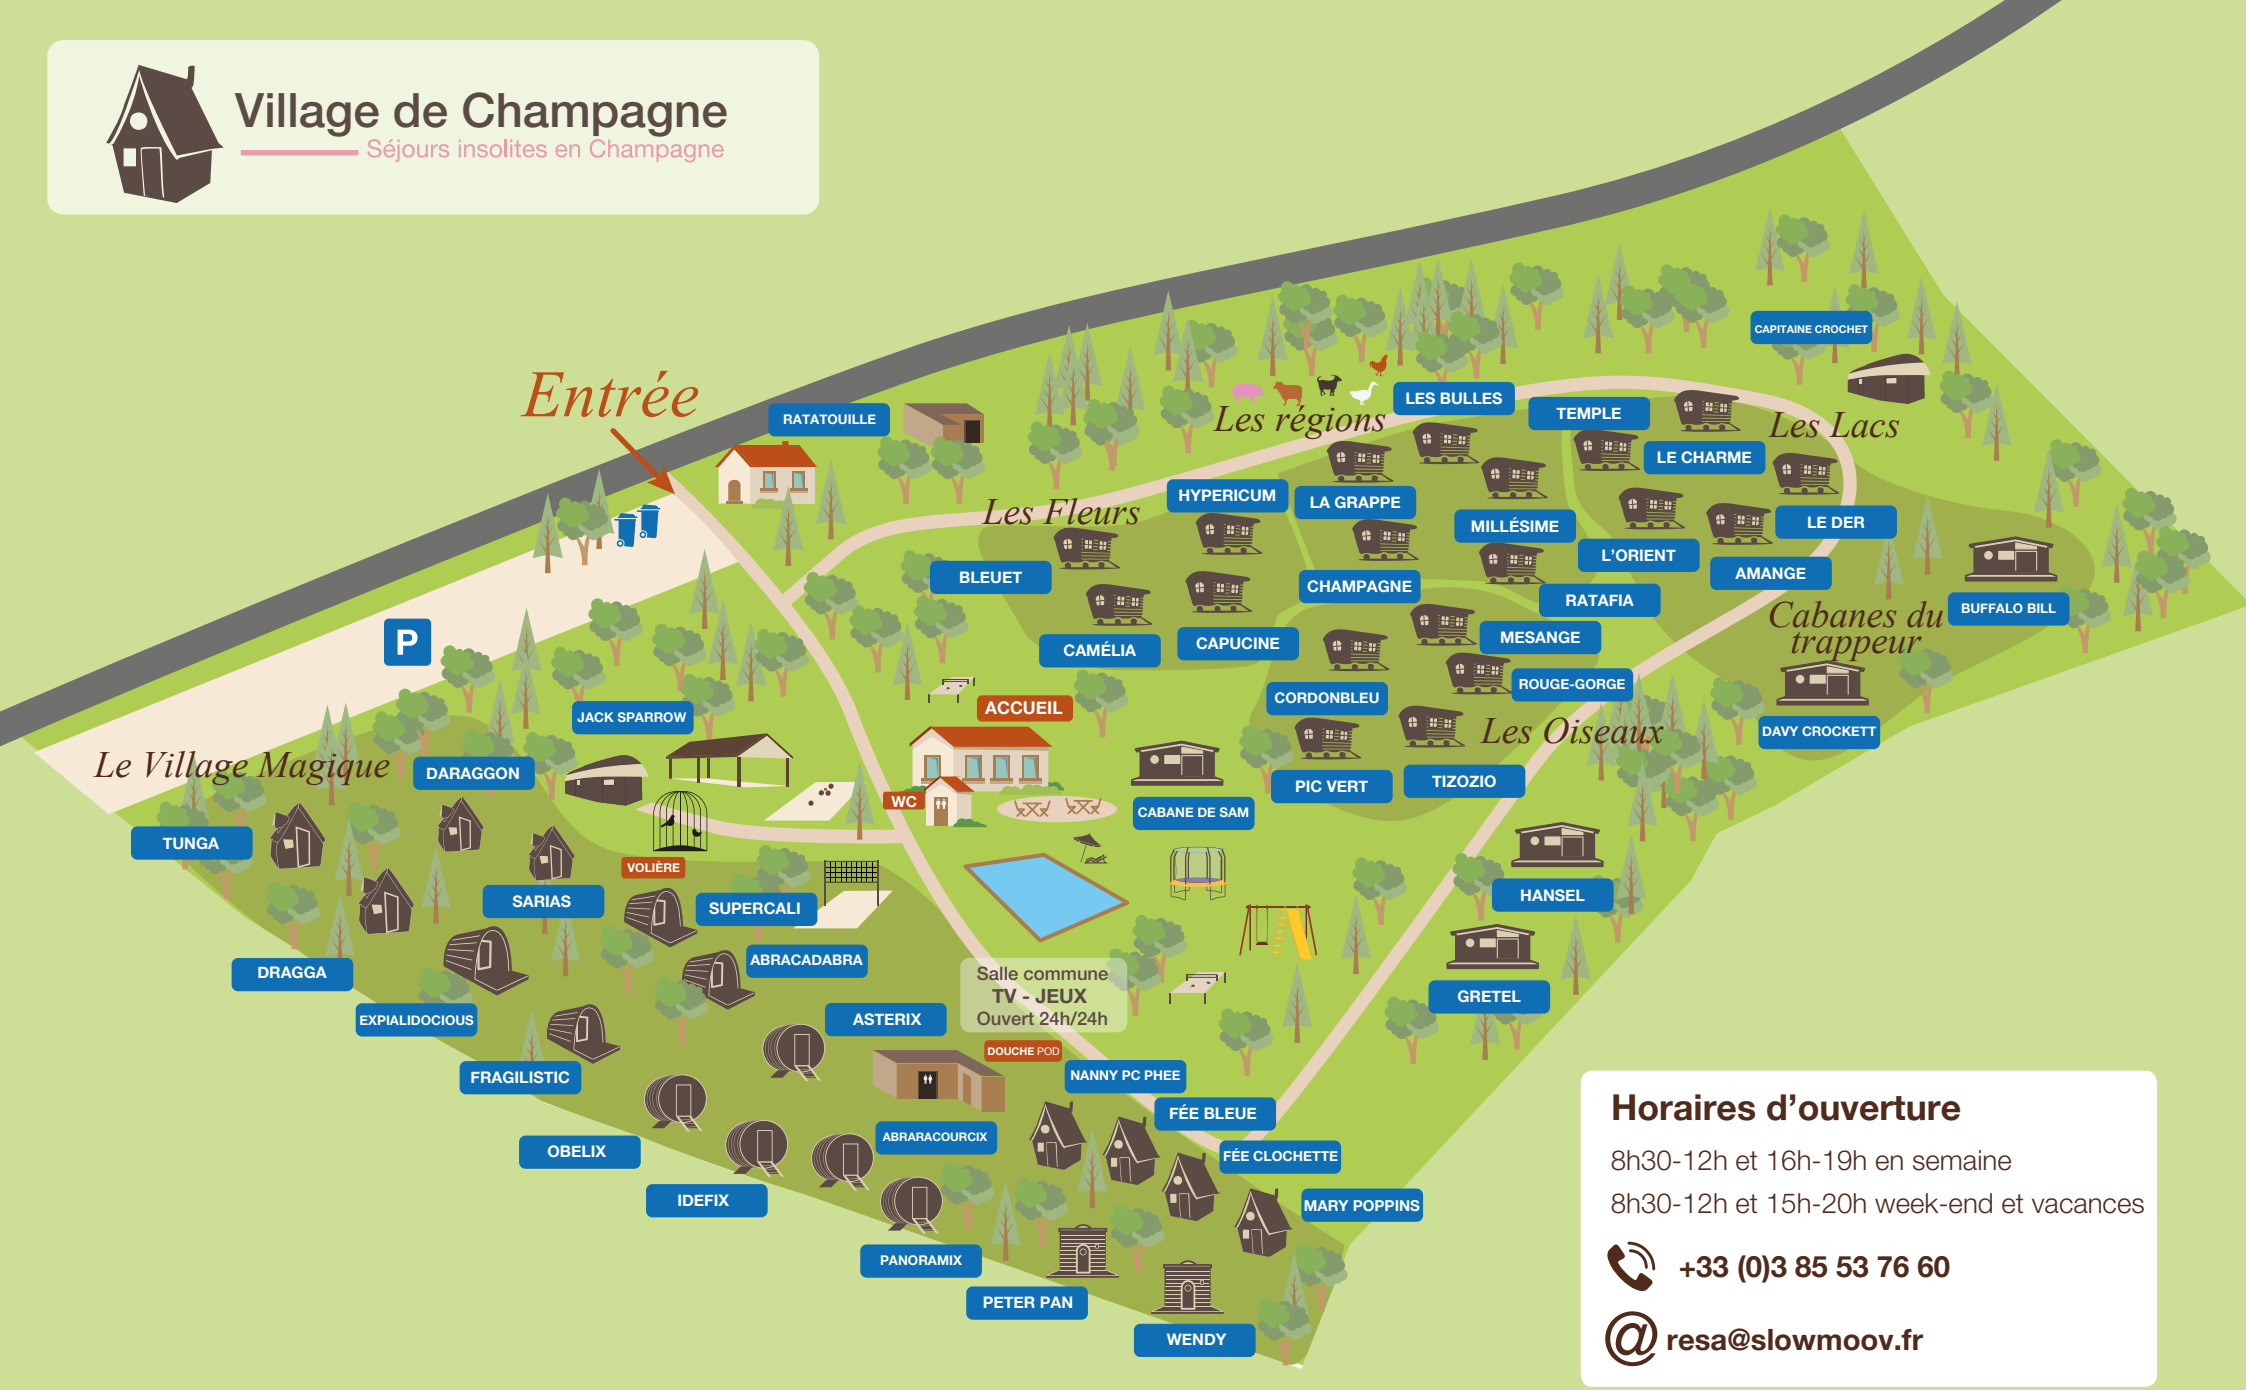 Village de Champagne
Séjours insolites en Champagne
Entrée
RATATOUILLE
CAPITAINE CROCHET
Les régions
LES BULLES
TEMPLE
Les Lacs
LE CHARME
HYPERICUM
LA GRAPPE
Les Fleurs
MILLÉSIME
LE DER
L'ORIENT
BLEUET
AMANGE
CHAMPAGNE
RATAFIA
BUFFALO BILL
Cabanes du
trappeur
P
MESANGE
CAPUCINE
CAMÉLIA
CORDONBLEU
ROUGE-GORGE
ACCUEIL
JACK SPARROW
Les Oiseaux
DAVY CROCKETT
Le Village Magique
DARAGGON
TIZOZIO
PIC VERT
WC
CABANE DE SAM
TUNGA
VOLIÈRE
HANSEL
SARIAS
SUPERCALI
ABRACADABRA
DRAGGA
Salle commune
TV - JEUX
Ouvert 24h/24h
GRETEL
EXPIALIDOCIOUS
ASTERIX
DOUCHE POD
NANNY PC PHEE
FRAGILISTIC
FÉE BLEUE
ABRARACOURCIX
OBELIX
FÉE CLOCHETTE
IDEFIX
MARY POPPINS
PANORAMIX
PETER PAN
WENDY
Horaires d'ouverture
8h30-12h et 16h-19h en semaine
8h30-12h et 15h-20h week-end et vacances
+33 (0)3 85 53 76 60
@ resa@slowmoov.fr